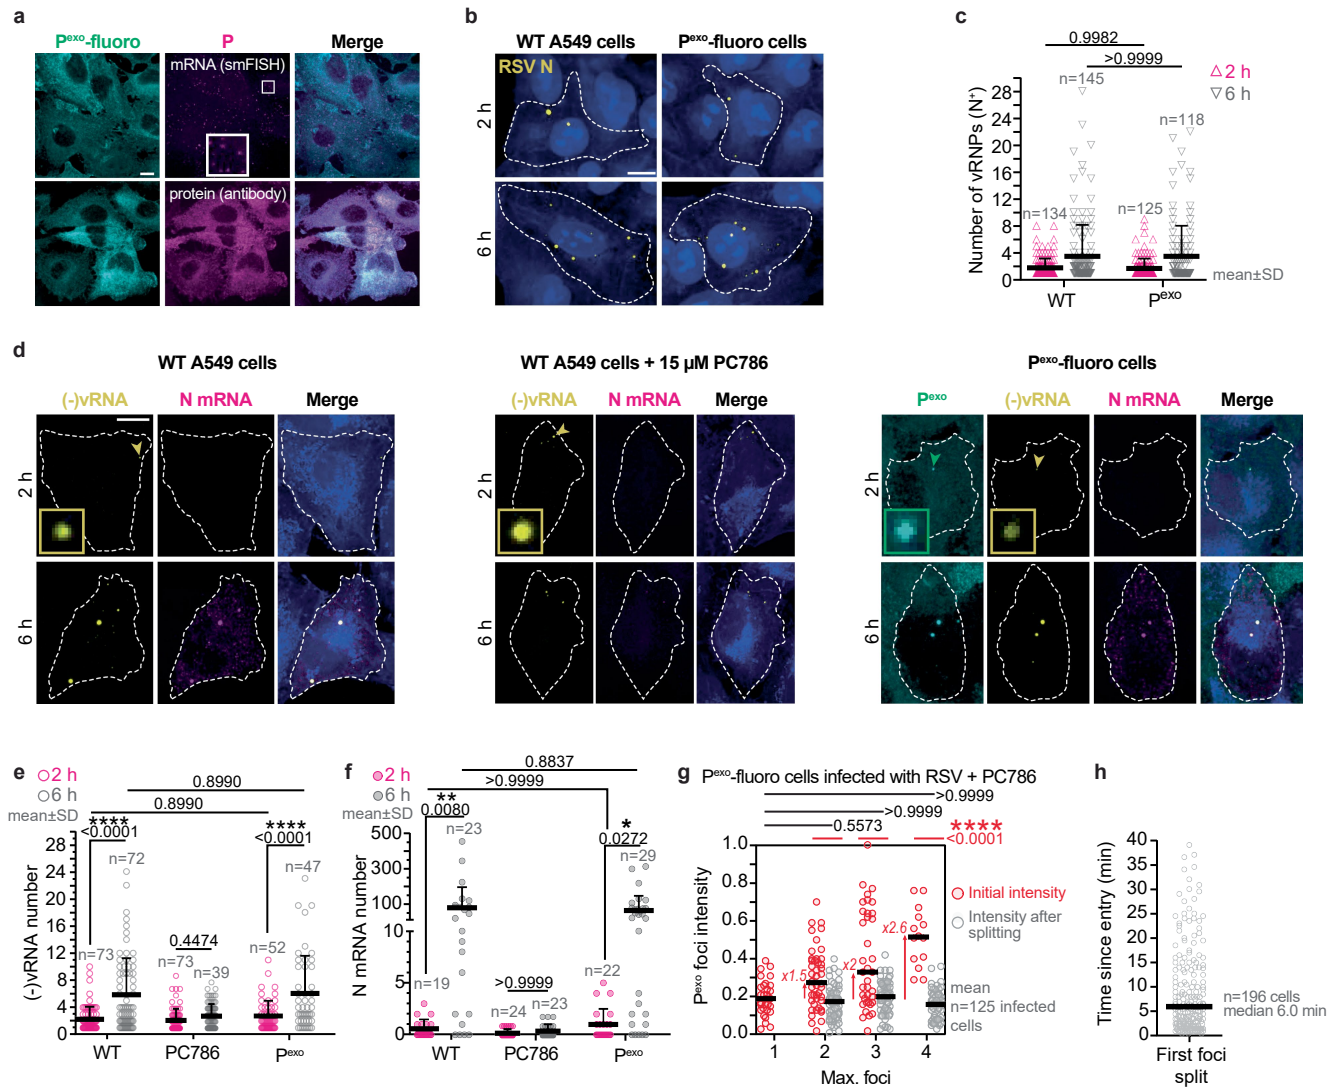 a
Pexo-fluoro
P
Merge
mRNA (smFISH)
protein (antibody)
b
WT A549 cells
Pexo-fluoro cells
RSV N
2 h
6 h
c
0.9982
>0.9999
n=145
△ 2 h
▽ 6 h
n=118
n=134
n=125
Number of vRNPs (N+)
28
24
20
16
12
8
4
0
mean±SD
WT
Pexo
d
WT A549 cells
(-)vRNA
N mRNA
Merge
2 h
6 h
WT A549 cells + 15 µM PC786
(-)vRNA
N mRNA
Merge
2 h
6 h
Pexo-fluoro cells
Pexo
(-)vRNA
N mRNA
Merge
2 h
6 h
e
2 h
6 h
mean±SD
0.8990
0.8990
****
<0.0001
****
<0.0001
n=72
n=47
n=73
0.4474
n=73
n=39
n=52
(-)vRNA number
28
24
20
16
12
8
4
0
WT
PC786
Pexo
f
2 h
6 h
mean±SD
0.8837
>0.9999
**
0.0080
n=23
*
0.0272
n=29
n=19
>0.9999
n=24
n=23
n=22
N mRNA number
500
300
100
10
5
0
WT
PC786
Pexo
g
Pexo-fluoro cells infected with RSV + PC786
>0.9999
>0.9999
0.5573
****
<0.0001
Pexo foci intensity
1.0
0.8
0.6
0.4
0.2
0.0
x1.5
x2
x2.6
Initial intensity
Intensity after
splitting
mean
n=125 infected
cells
1
2
3
4
Max. foci
h
Time since entry (min)
40
35
30
25
20
15
10
5
0
n=196 cells
median 6.0 min
First foci
split